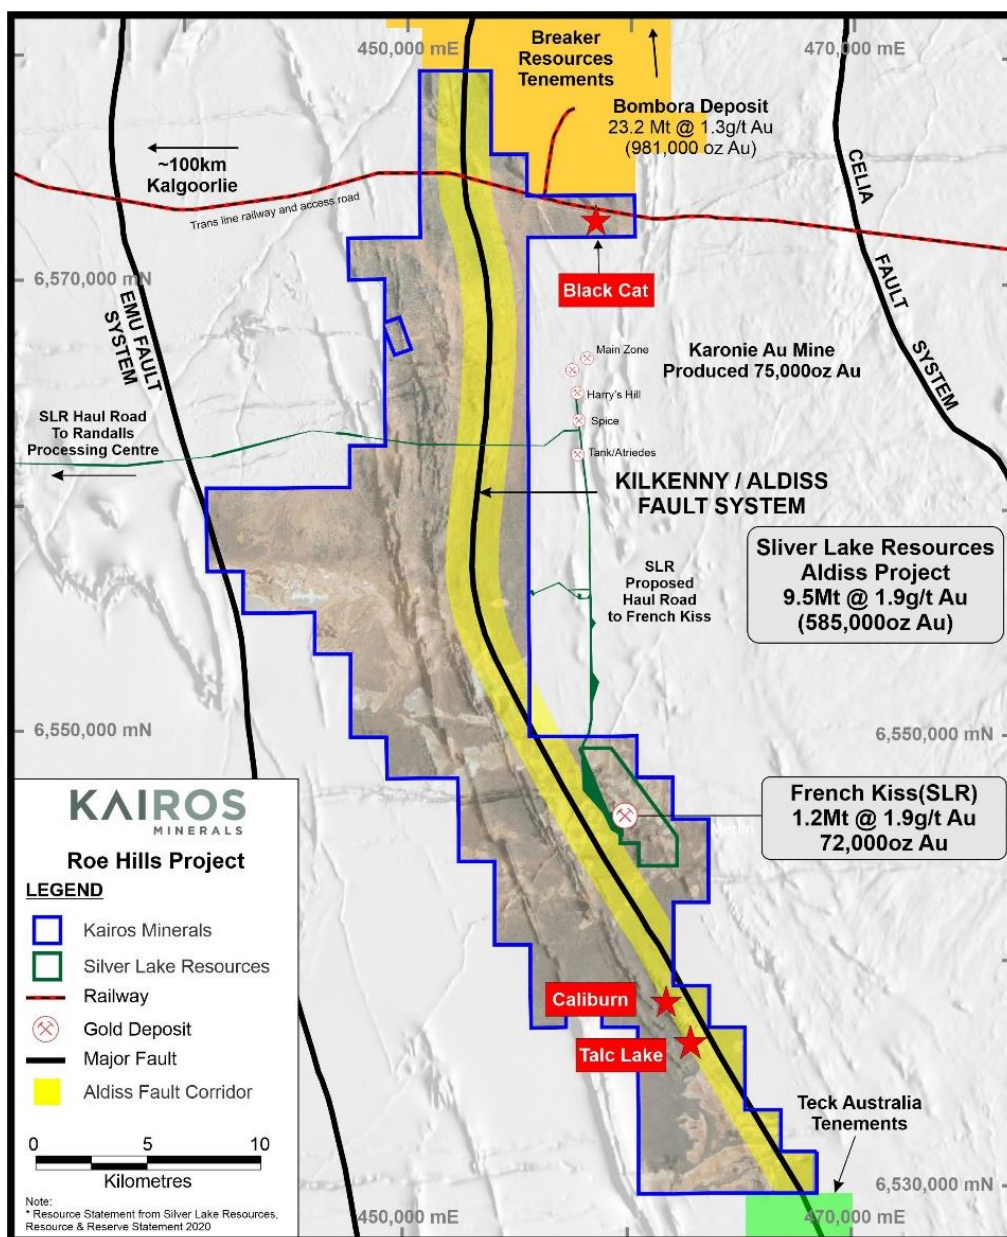 450,000 mE
470,000 mE
Breaker
Resources
Tenements
Bombora Deposit
23.2 Mt @ 1.3g/t Au
(981,000 oz Au)
~100km
Kalgoorlie
Trans line railway and access road
CELIA
FAULT
SYSTEM
6,570,000 mN
Black Cat
EMU FAULT
SYSTEM
Main Zone
Karonie Au Mine
Produced 75,000oz Au
Harry's Hill
SLR Haul Road
To Randalls
Processing Centre
Spice
Tank/Atriedes
KILKENNY / ALDISS
FAULT SYSTEM
Sliver Lake Resources
Aldiss Project
9.5Mt @ 1.9g/t Au
(585,000oz Au)
SLR
Proposed
Haul Road
to French Kiss
6,550,000 mN
6,550,000 mN
French Kiss(SLR)
1.2Mt @ 1.9g/t Au
72,000oz Au
Merlin
KAIROS
MINERALS
Roe Hills Project
LEGEND
Kairos Minerals
Silver Lake Resources
Railway
Gold Deposit
Major Fault
Aldiss Fault Corridor
0 5 10
Kilometres
Note:
* Resource Statement from Silver Lake Resources,
Resource & Reserve Statement 2020
Caliburn
Talc Lake
Teck Australia
Tenements
6,530,000 mN
450,000 mE
470,000 mE